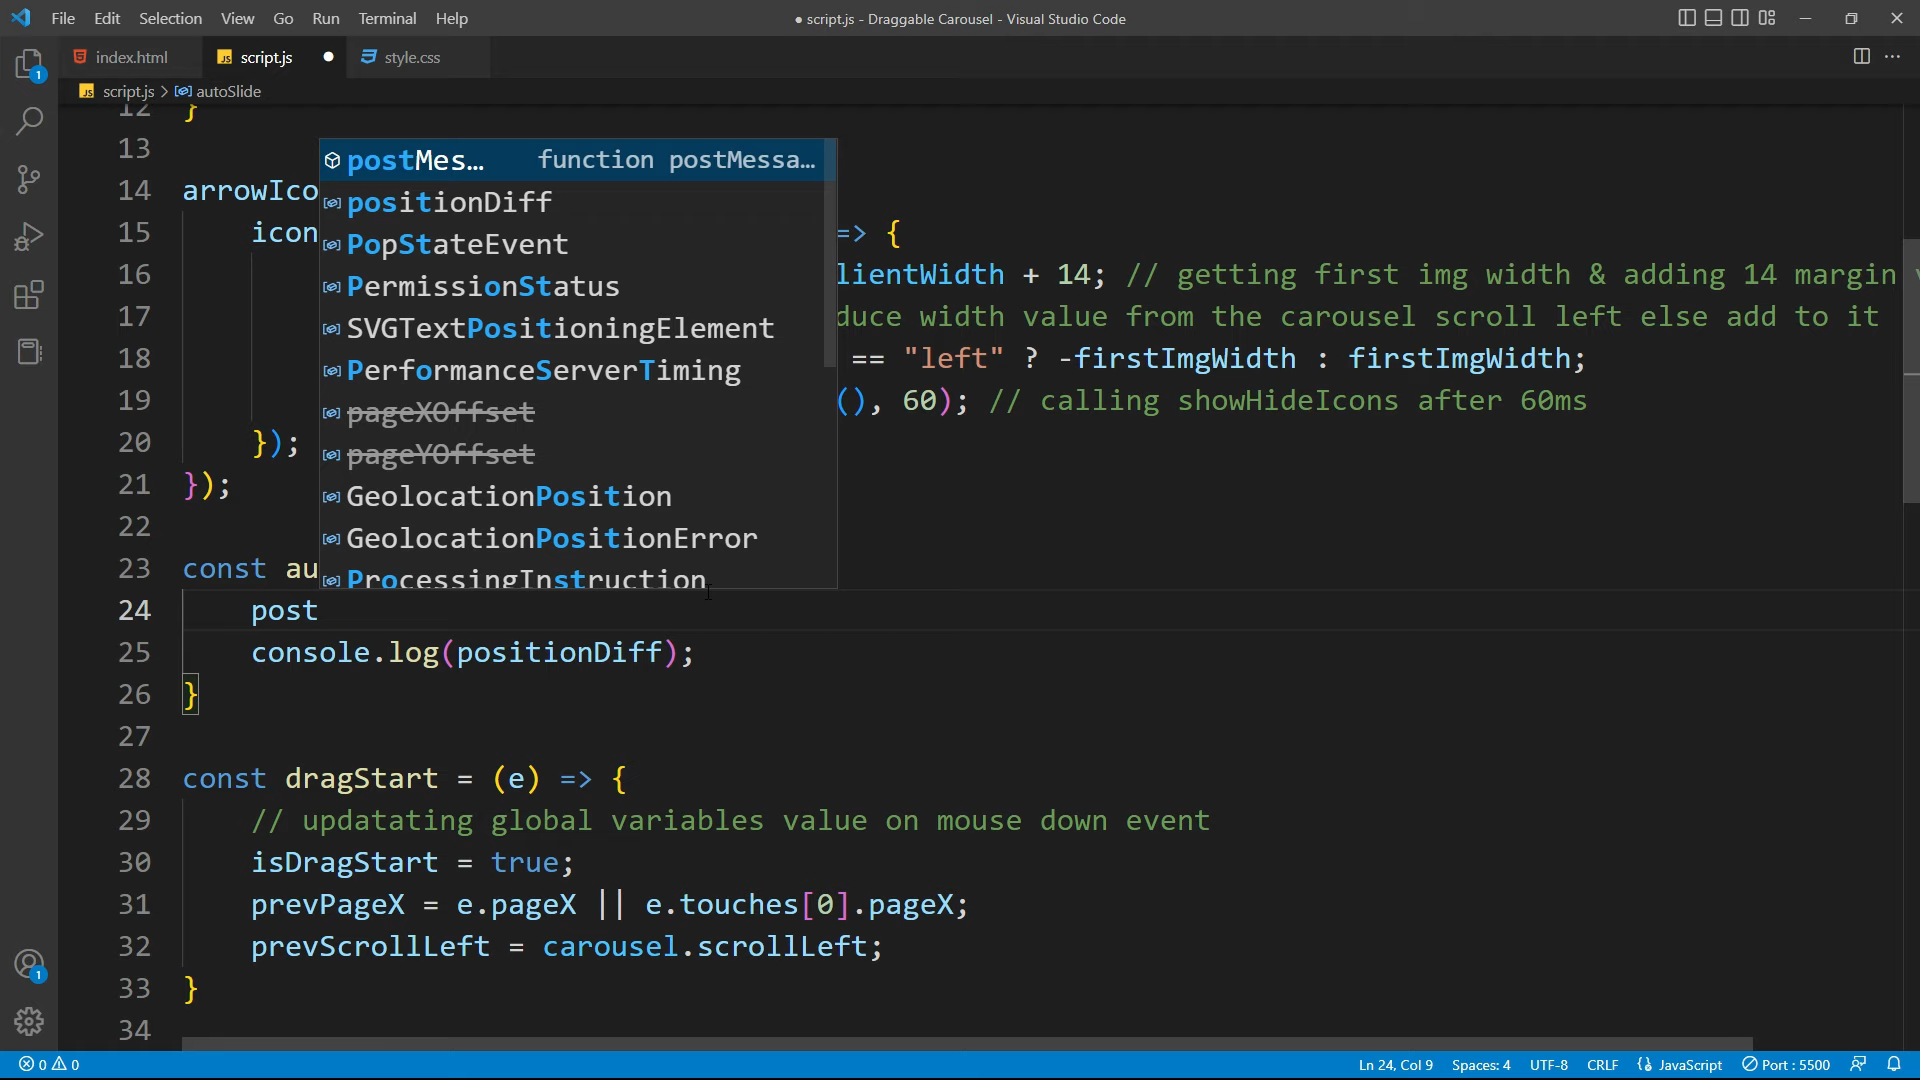 File Edit Selection View Go Run Terminal Help
● script.js - Draggable Carousel - Visual Studio Code
index.html
JS script.js ●
style.css
JS script.js > autoSlide
12 }
13
14 arrowIco
15 icon => {
16 lientWidth + 14; // getting first img width & adding 14 margin
17 duce width value from the carousel scroll left else add to it
18 == "left" ? -firstImgWidth : firstImgWidth;
19 (), 60); // calling showHideIcons after 60ms
20 });
21 });
22
23 const au
24 post
25 console.log(positionDiff);
26 }
27
28 const dragStart = (e) => {
29 // updatating global variables value on mouse down event
30 isDragStart = true;
31 prevPageX = e.pageX || e.touches[0].pageX;
32 prevScrollLeft = carousel.scrollLeft;
33 }
34
postMes… function postMessa…
positionDiff
PopStateEvent
PermissionStatus
SVGTextPositioningElement
PerformanceServerTiming
pageXOffset
pageYOffset
GeolocationPosition
GeolocationPositionError
ProcessingInstruction
1
1
0 0
Ln 24, Col 9 Spaces: 4 UTF-8 CRLF {} JavaScript Port : 5500